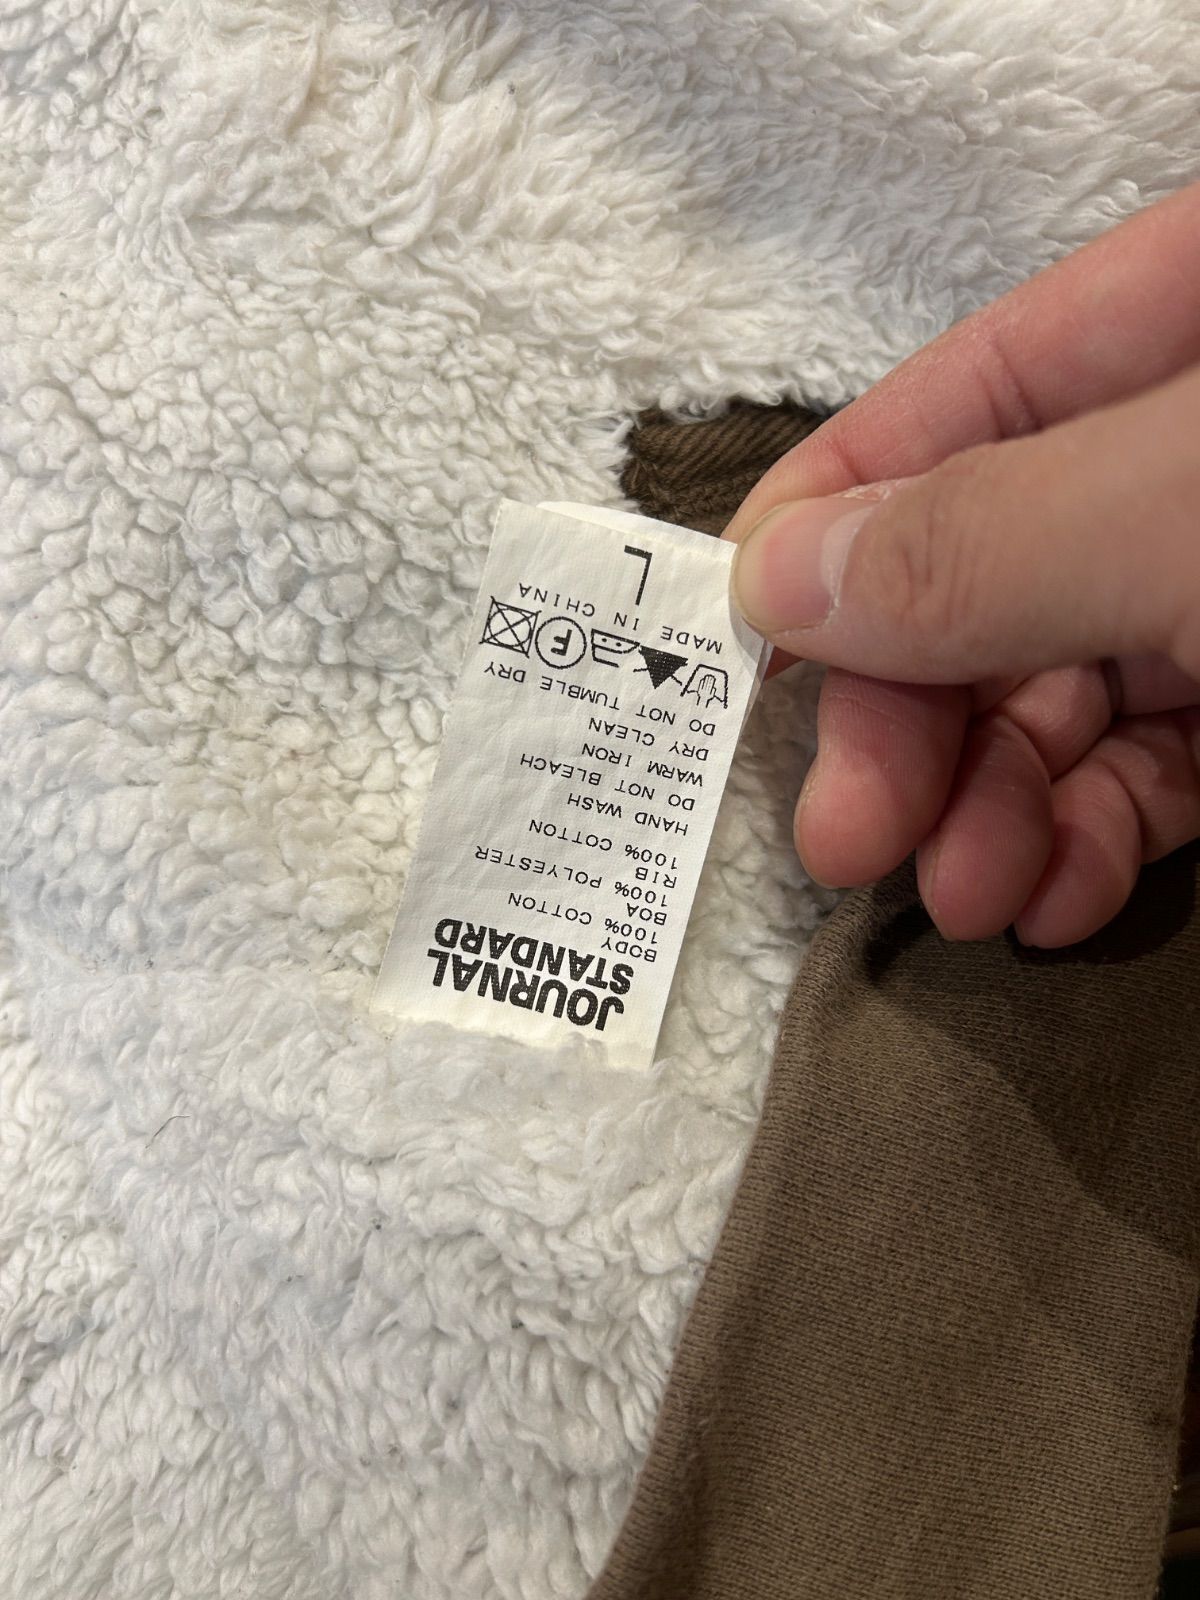 JOURNAL
STANDARD
BODY
100% COTTON
BOA
100% POLYESTER
RIB
100% COTTON
HAND WASH
DO NOT BLEACH
WARM IRON
DRY CLEAN
DO NOT TUMBLE DRY
F
MADE IN CHINA
L